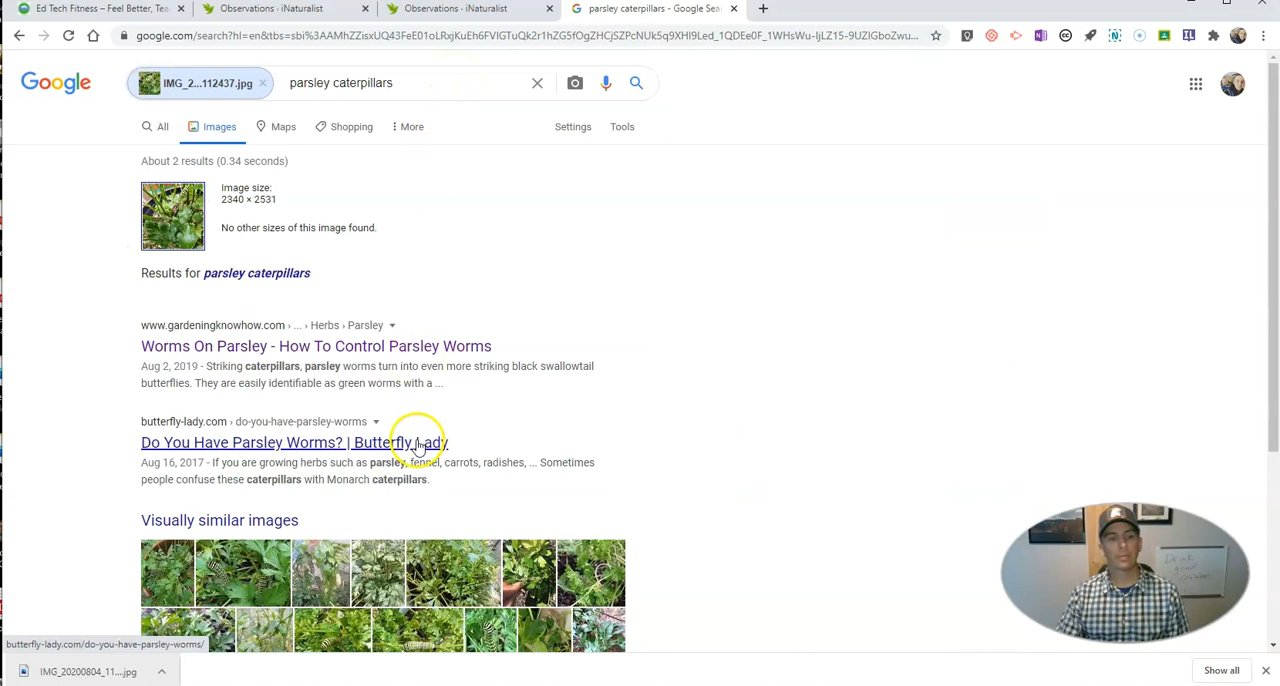 Ed Tech Fitness – Feel Better, Tea
Observations · iNaturalist
Observations · iNaturalist
parsley caterpillars - Google Sea
google.com/search?hl=en&tbs=sbi%3AAMhZZisxUQ43FeE01oLRxjKuEh6FVIGTuQk2r1hZG5fOgZHCjSZPcNUk5q9XHI9Led_1QDEe0F_1WHsWu-IjLZ15-9UZIGboZwu...
Google
IMG_2...112437.jpg
parsley caterpillars
All
Images
Maps
Shopping
More
Settings
Tools
About 2 results (0.34 seconds)
Image size:
2340 × 2531
No other sizes of this image found.
Results for parsley caterpillars
www.gardeningknowhow.com › ... › Herbs › Parsley
Worms On Parsley - How To Control Parsley Worms
Aug 2, 2019 - Striking caterpillars, parsley worms turn into even more striking black swallowtail
butterflies. They are easily identifiable as green worms with a ...
butterfly-lady.com › do-you-have-parsley-worms
Do You Have Parsley Worms? | Butterfly Lady
Aug 16, 2017 - If you are growing herbs such as parsley, fennel, carrots, radishes, ... Sometimes
people confuse these caterpillars with Monarch caterpillars.
Visually similar images
Drink
good
butterfly-lady.com/do-you-have-parsley-worms/
IMG_20200804_11....jpg
Show all